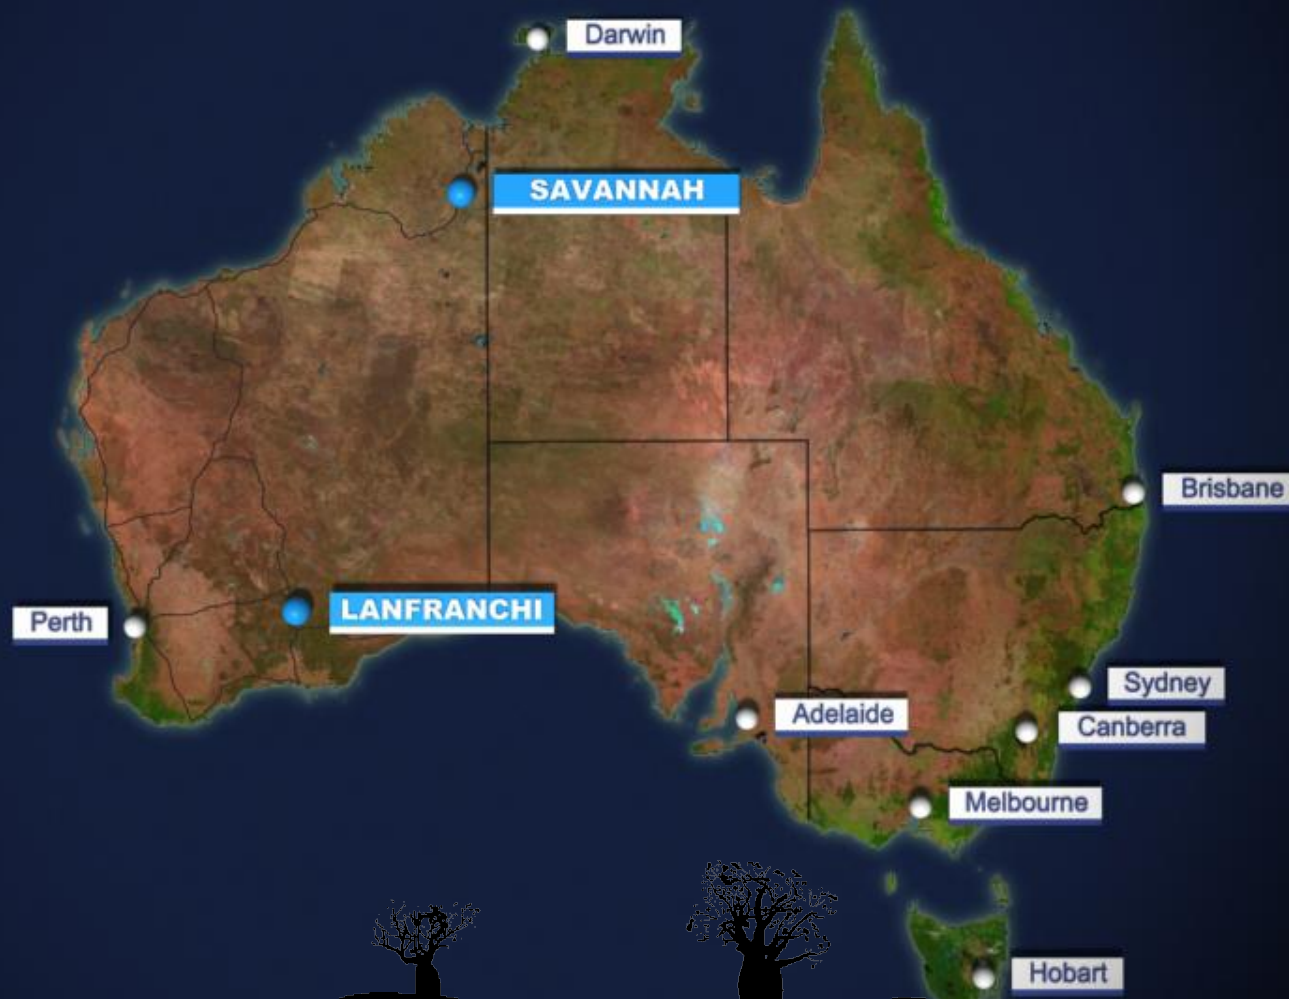 Darwin
SAVANNAH
Brisbane
LANFRANCHI
Perth
Sydney
Adelaide
Canberra
Melbourne
Hobart